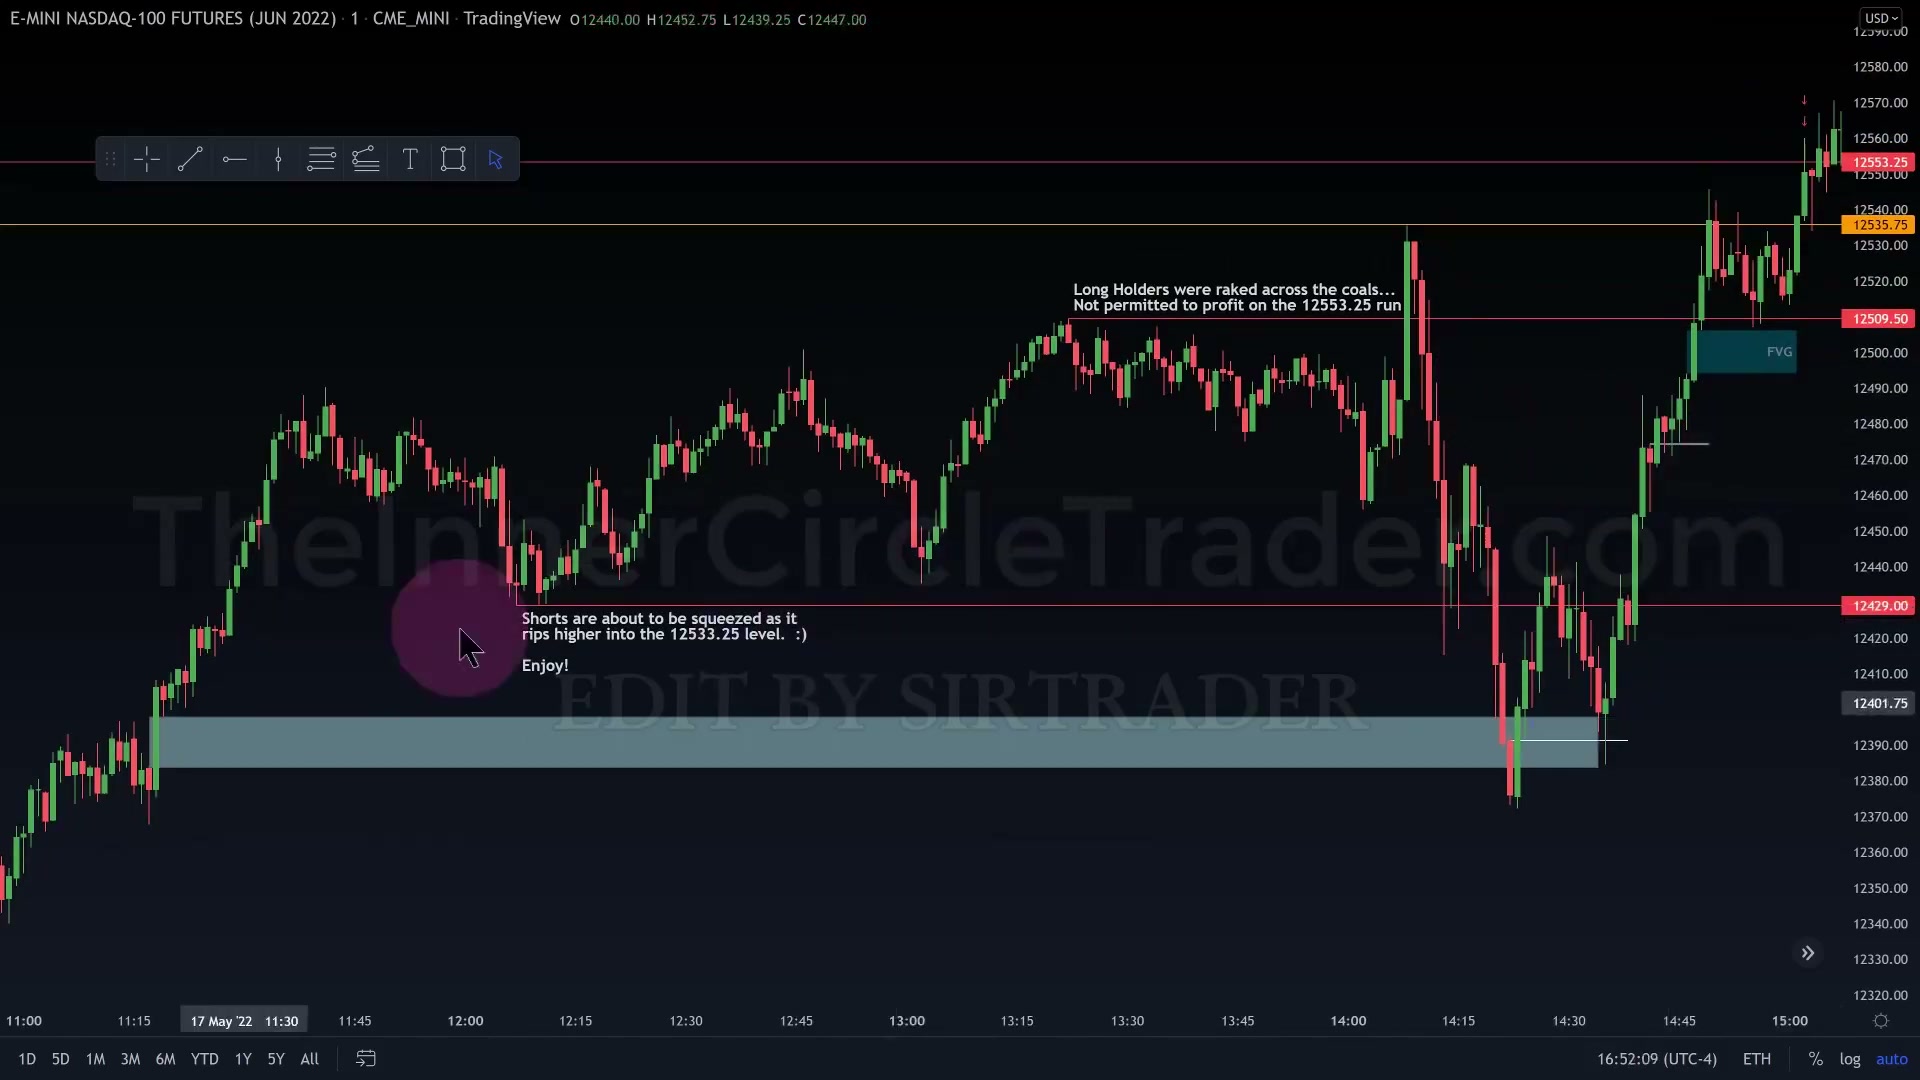 E-MINI NASDAQ-100 FUTURES (JUN 2022) · 1 · CME_MINI · TradingView O12440.00 H12452.75 L12439.25 C12447.00
USD
12590.00
12580.00
12570.00
12560.00
12553.25
12550.00
12540.00
12535.75
12530.00
12520.00
Long Holders were raked across the coals...
Not permitted to profit on the 12553.25 run
12509.50
FVG
12500.00
12490.00
12480.00
12470.00
12460.00
TheInnerCircleTrader.com
12450.00
12440.00
12429.00
Shorts are about to be squeezed as it
rips higher into the 12533.25 level. :)
12420.00
Enjoy!
12410.00
EDIT BY SIRTRADER
12401.75
12390.00
12380.00
12370.00
12360.00
12350.00
12340.00
12330.00
12320.00
11:00 11:15 17 May '22 11:30 11:45 12:00 12:15 12:30 12:45 13:00 13:15 13:30 13:45 14:00 14:15 14:30 14:45 15:00
1D 5D 1M 3M 6M YTD 1Y 5Y All 16:52:09 (UTC-4) ETH % log auto